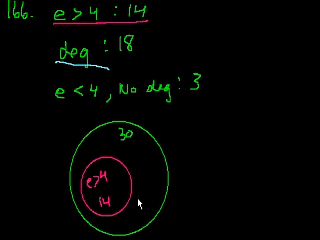 166. e > 4 : 14
deg : 18
e < 4, No deg : 3
30
e > 4
14